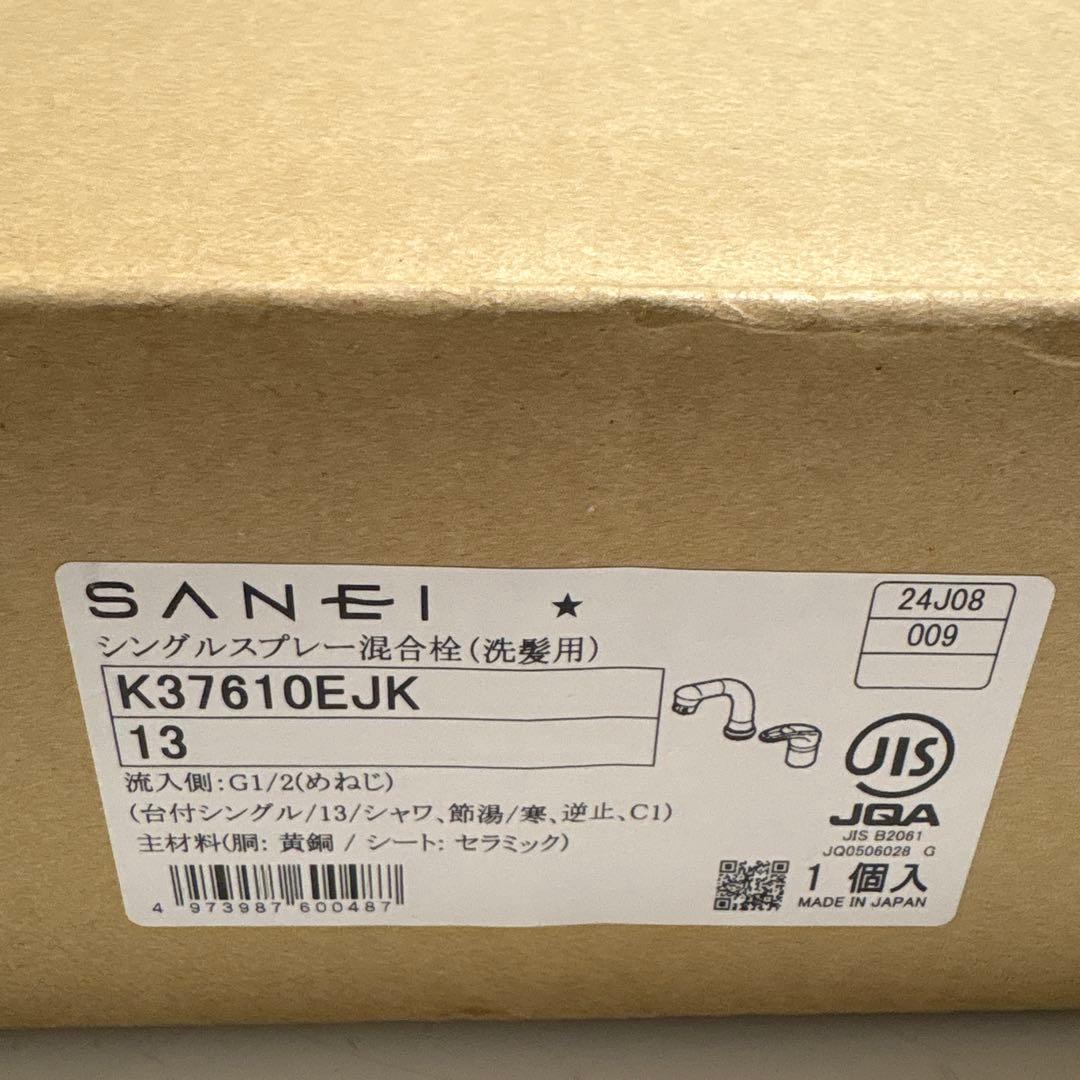 SANEI ★
シングルスプレー混合栓(洗髪用)
K37610EJK
13
流入側:G1/2(めねじ)
(台付シングル/13/シャワ、節湯/寒、逆止、C1)
主材料(胴: 黄銅 / シート: セラミック)
4 973987 600487
24J08
009
JIS
JQA
JIS B2061
JQ0506028 G
1 個入
MADE IN JAPAN